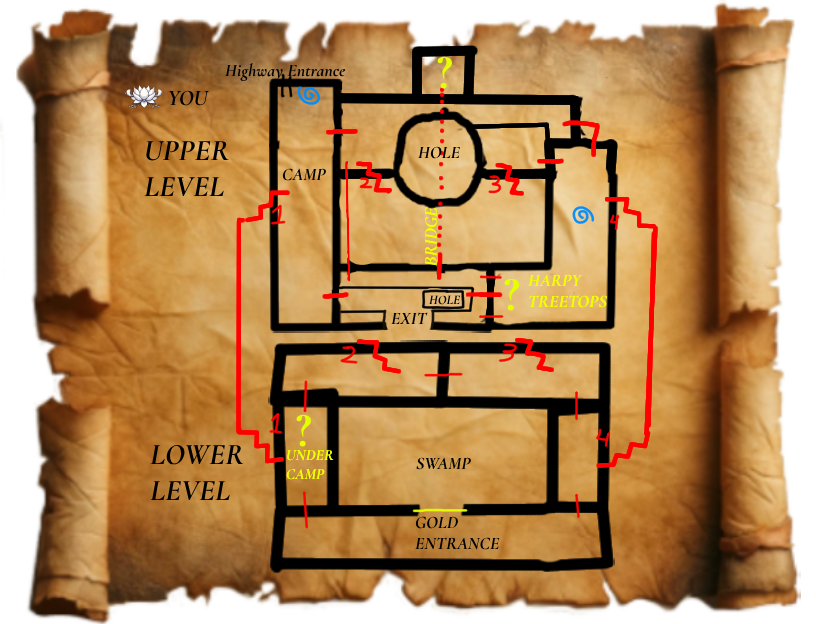 ?
Highway Entrance
YOU
UPPER
LEVEL
HOLE
CAMP
2
3
1
4
BRIDGE
? HARPY
TREETOPS
HOLE
EXIT
2
3
1
?
4
UNDER
CAMP
LOWER
LEVEL
SWAMP
GOLD
ENTRANCE